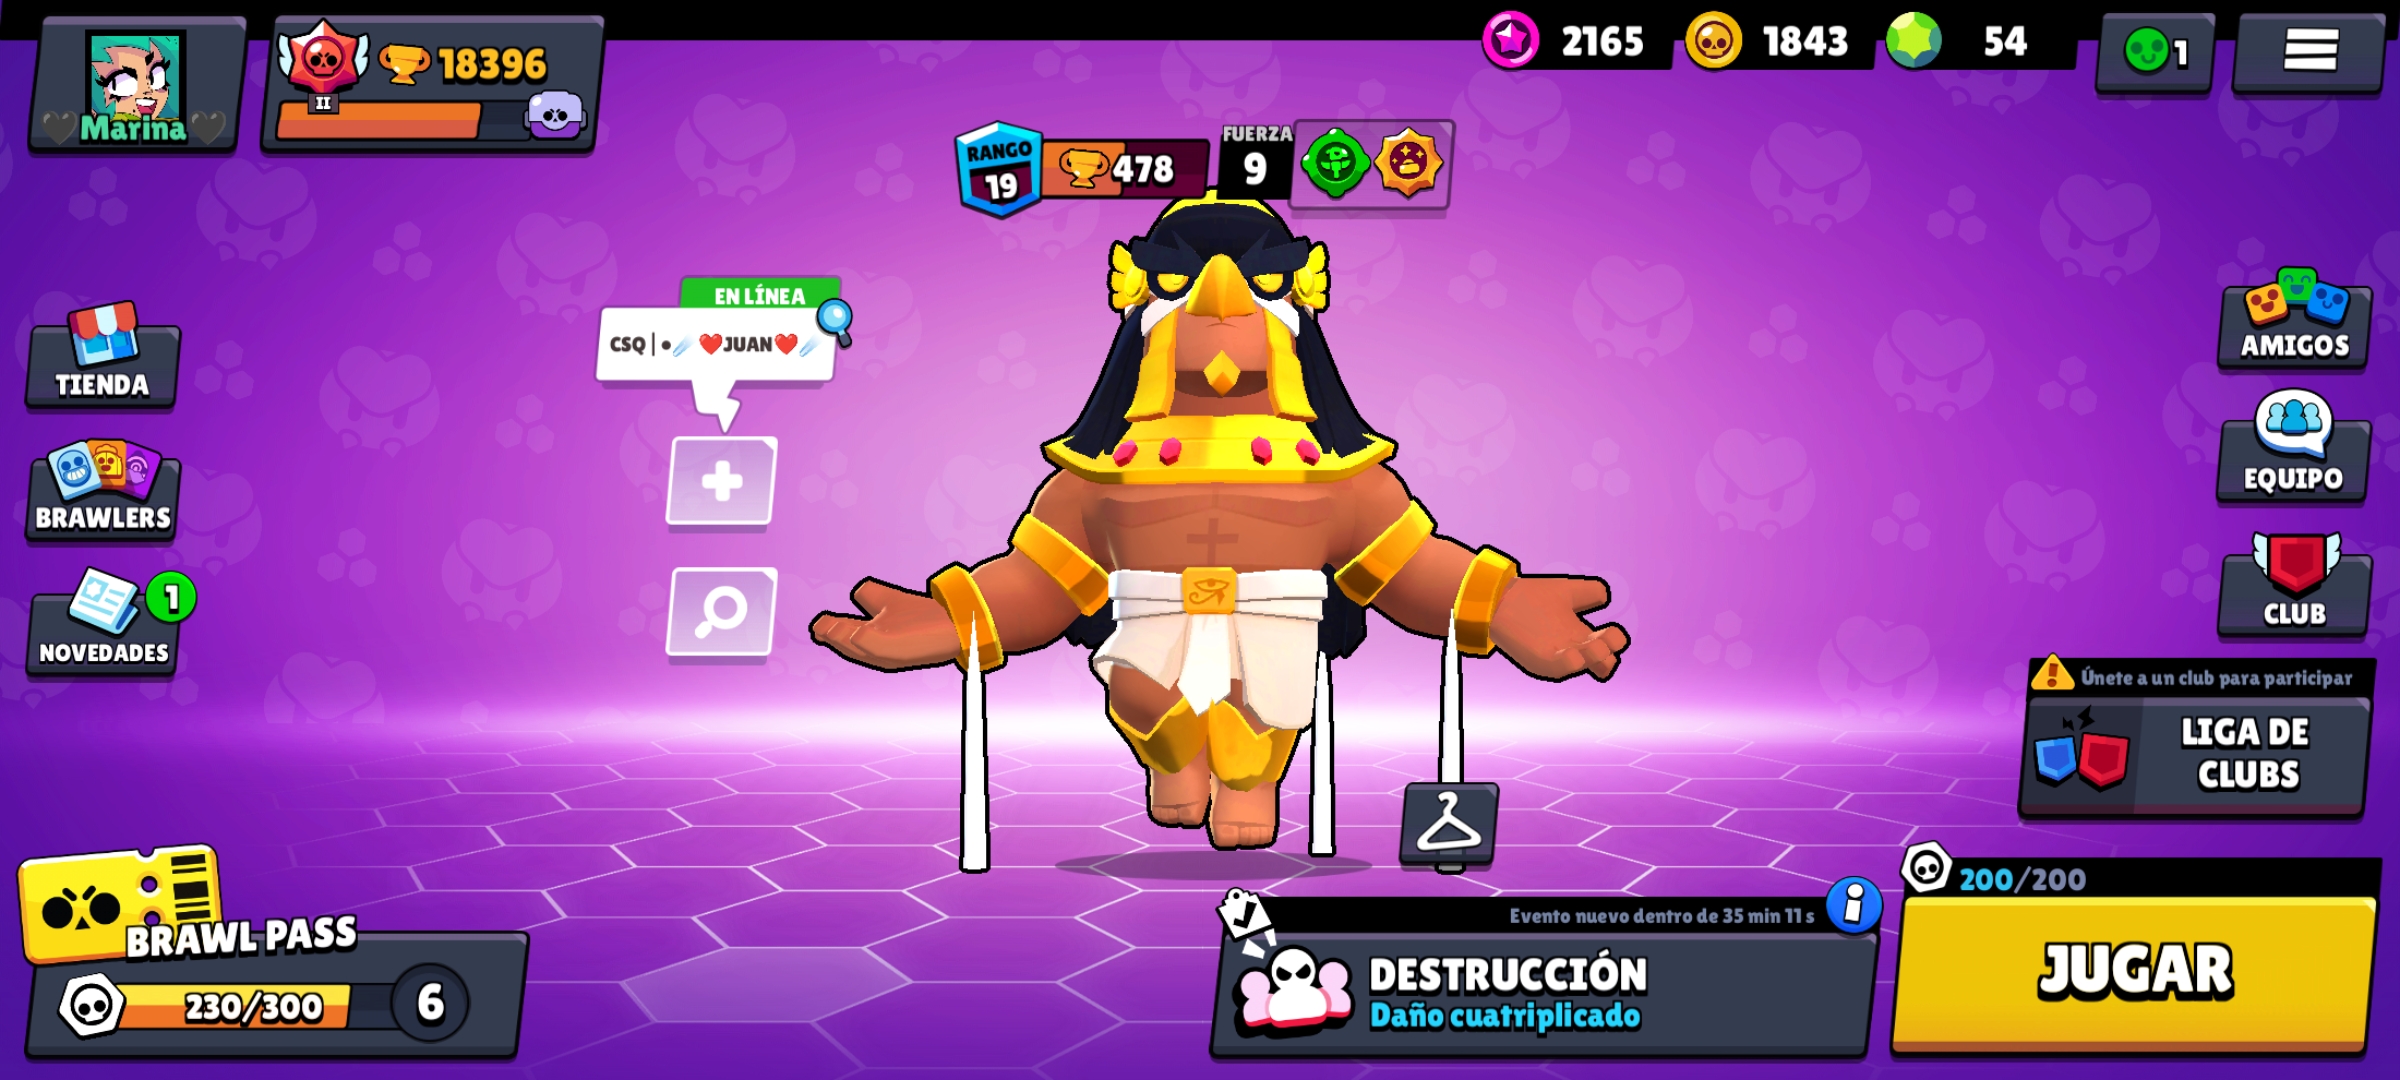 🖤Marina🖤
II
18396
2165
1843
54
1
RANGO
19
478
FUERZA
9
EN LÍNEA
CSQ|•☄️❤️JUAN❤️☄️
TIENDA
BRAWLERS
1
NOVEDADES
AMIGOS
EQUIPO
CLUB
Únete a un club para participar
LIGA DE
CLUBS
BRAWL PASS
230/300
6
Evento nuevo dentro de 35 min 11 s
DESTRUCCIÓN
Daño cuatriplicado
200/200
JUGAR